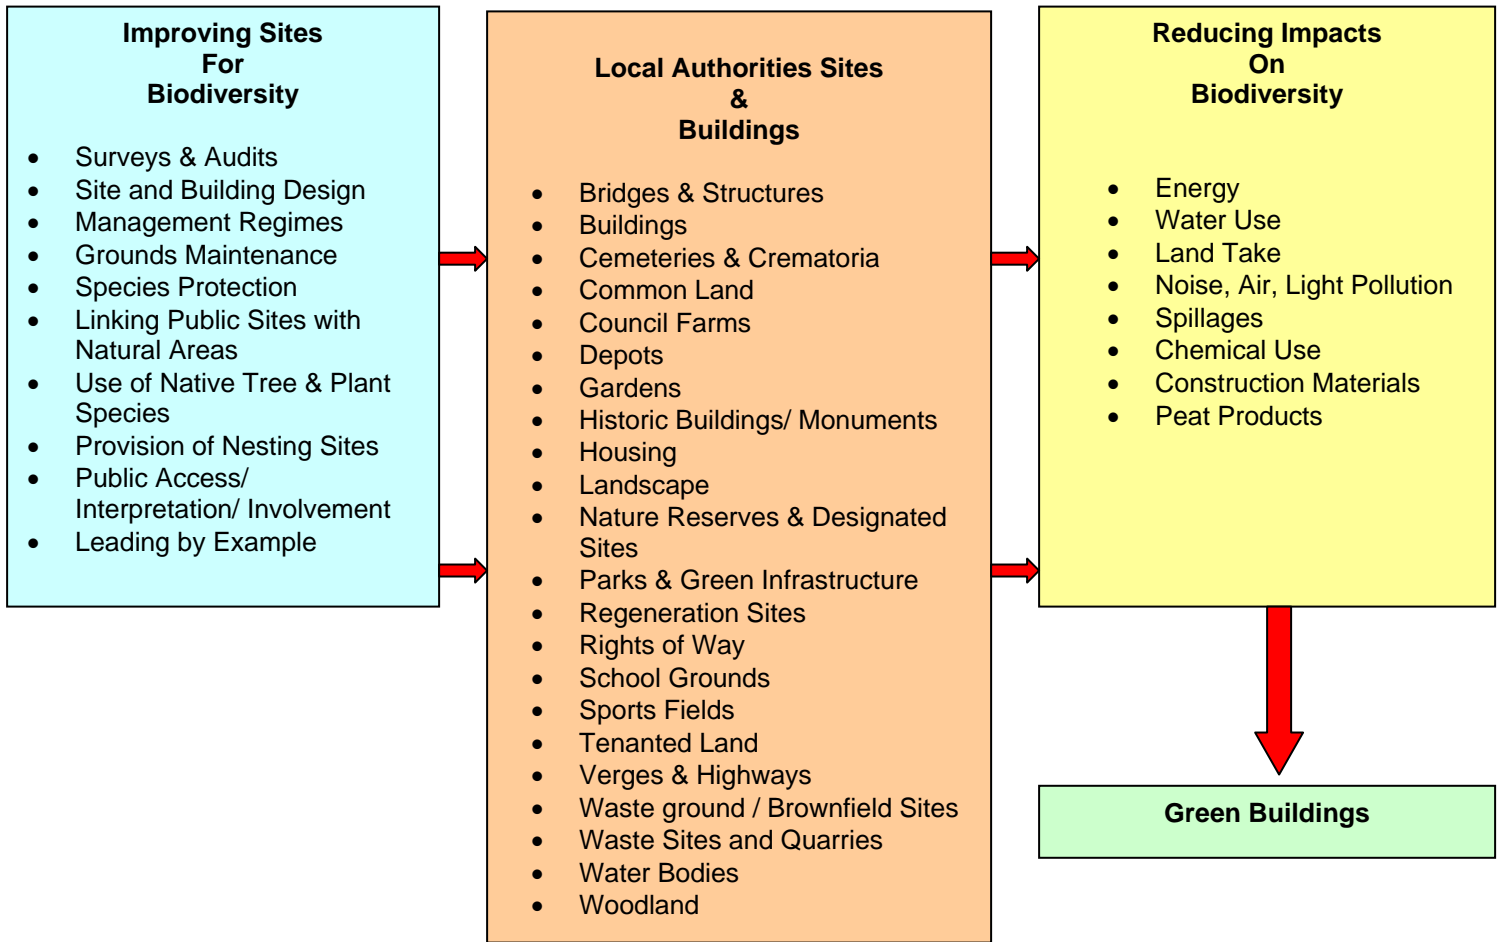 Improving Sites
For
Biodiversity
• Surveys & Audits
• Site and Building Design
• Management Regimes
• Grounds Maintenance
• Species Protection
• Linking Public Sites with
Natural Areas
• Use of Native Tree & Plant
Species
• Provision of Nesting Sites
• Public Access/
Interpretation/ Involvement
• Leading by Example
Local Authorities Sites
&
Buildings
• Bridges & Structures
• Buildings
• Cemeteries & Crematoria
• Common Land
• Council Farms
• Depots
• Gardens
• Historic Buildings/ Monuments
• Housing
• Landscape
• Nature Reserves & Designated
Sites
• Parks & Green Infrastructure
• Regeneration Sites
• Rights of Way
• School Grounds
• Sports Fields
• Tenanted Land
• Verges & Highways
• Waste ground / Brownfield Sites
• Waste Sites and Quarries
• Water Bodies
• Woodland
Reducing Impacts
On
Biodiversity
• Energy
• Water Use
• Land Take
• Noise, Air, Light Pollution
• Spillages
• Chemical Use
• Construction Materials
• Peat Products
Green Buildings